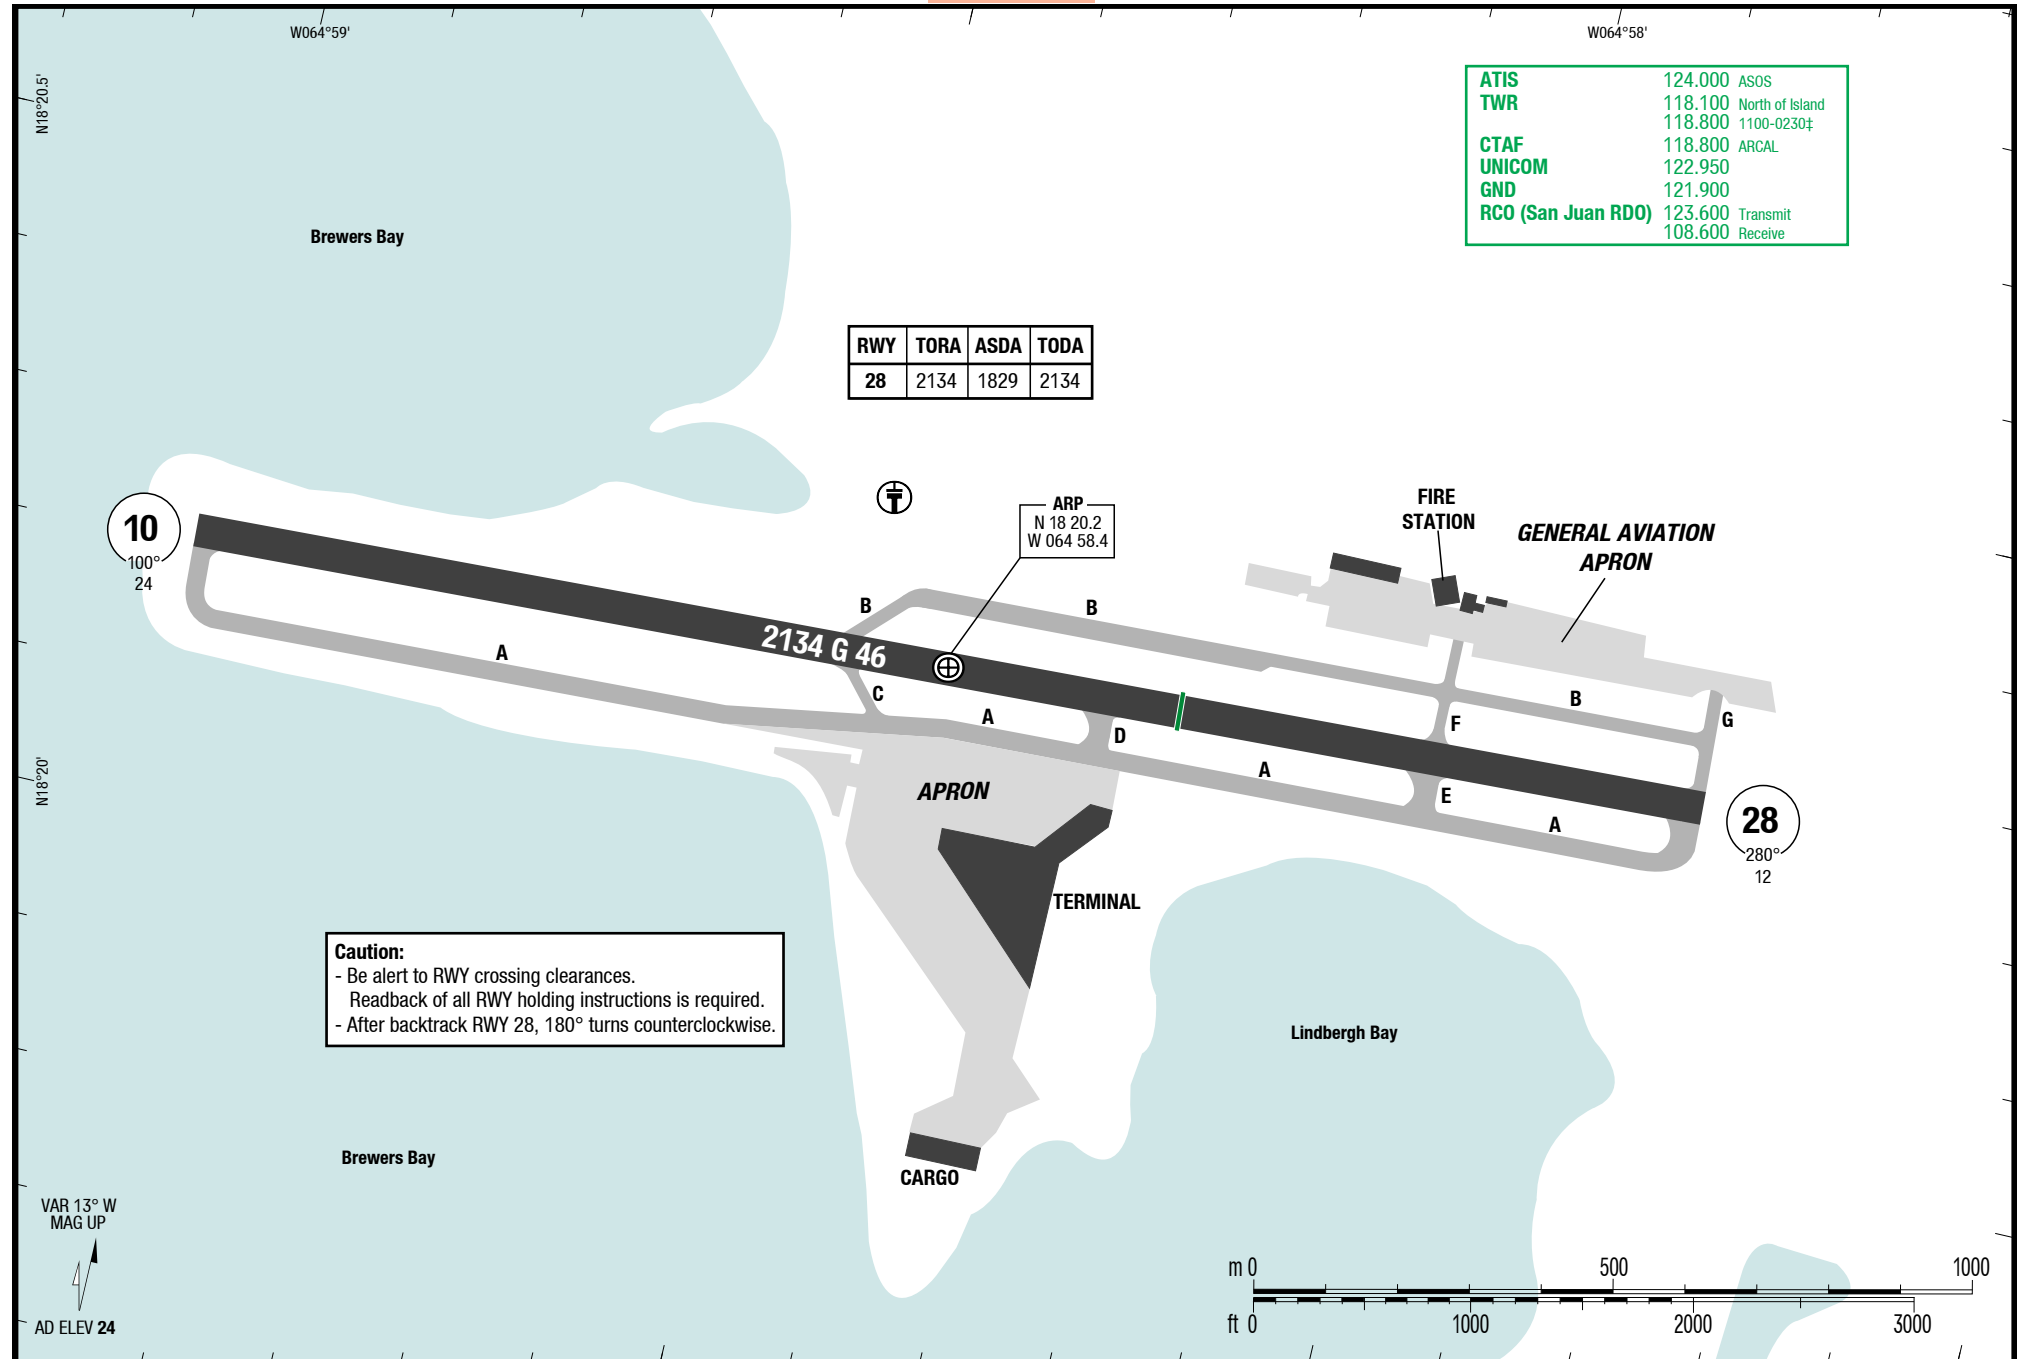 W064°59'
W064°58'
N18°20.5'
ATIS 124.000 ASOS
TWR 118.100 North of Island
118.800 1100-0230‡
CTAF 118.800 ARCAL
UNICOM 122.950
GND 121.900
RCO (San Juan RDO) 123.600 Transmit
108.600 Receive
Brewers Bay
RWY TORA ASDA TODA
28 2134 1829 2134
ARP
N 18 20.2
W 064 58.4
FIRE
STATION
GENERAL AVIATION
APRON
10
100°
24
B
B
2134 G 46
A
C
A
D
B
F
G
A
E
A
N18°20'
APRON
28
280°
12
TERMINAL
Caution:
- Be alert to RWY crossing clearances.
Readback of all RWY holding instructions is required.
- After backtrack RWY 28, 180° turns counterclockwise.
Lindbergh Bay
Brewers Bay
CARGO
VAR 13° W
MAG UP
AD ELEV 24
m 0 500 1000
ft 0 1000 2000 3000